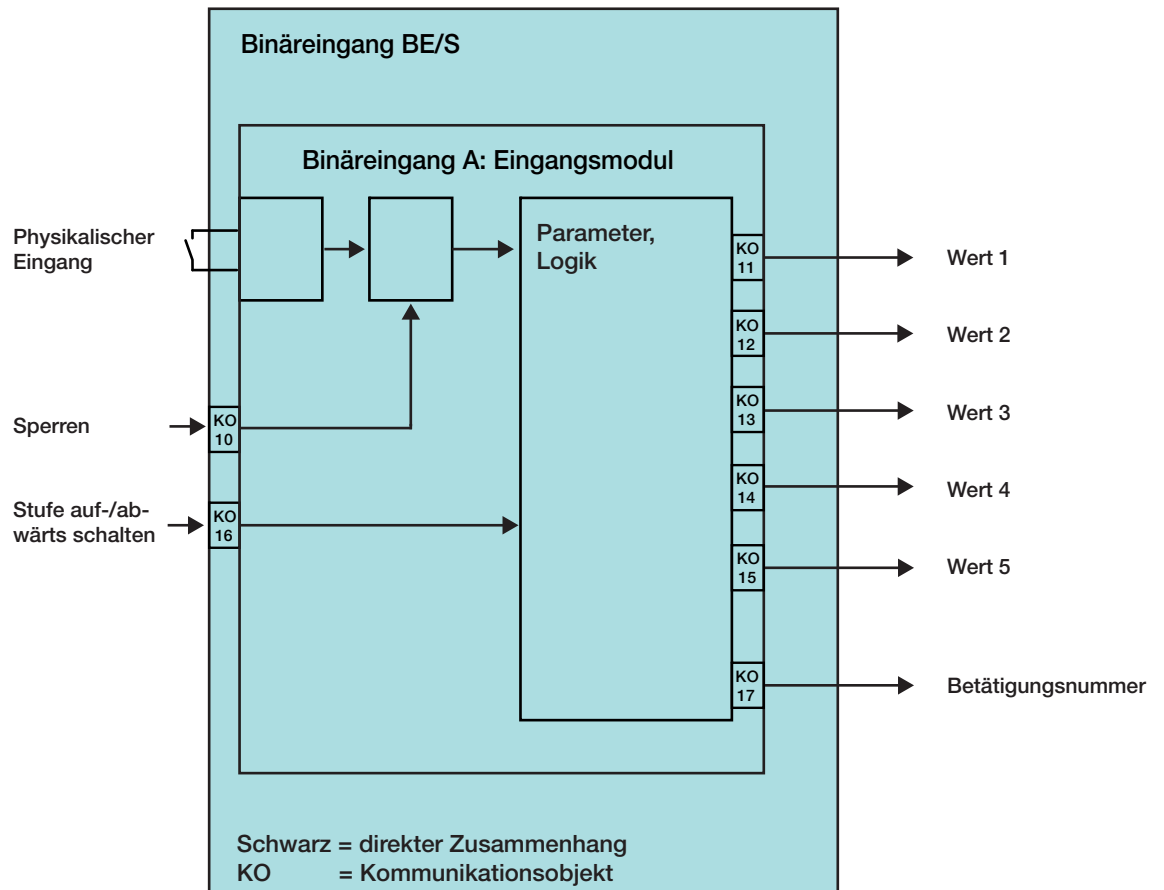 Binäreingang BE/S
Binäreingang A: Eingangsmodul
Physikalischer
Eingang
Parameter,
Logik
KO
11
Wert 1
KO
12
Wert 2
KO
13
Wert 3
Sperren
KO
10
KO
14
Wert 4
Stufe auf-/ab-
wärts schalten
KO
16
KO
15
Wert 5
KO
17
Betätigungsnummer
Schwarz = direkter Zusammenhang
KO = Kommunikationsobjekt